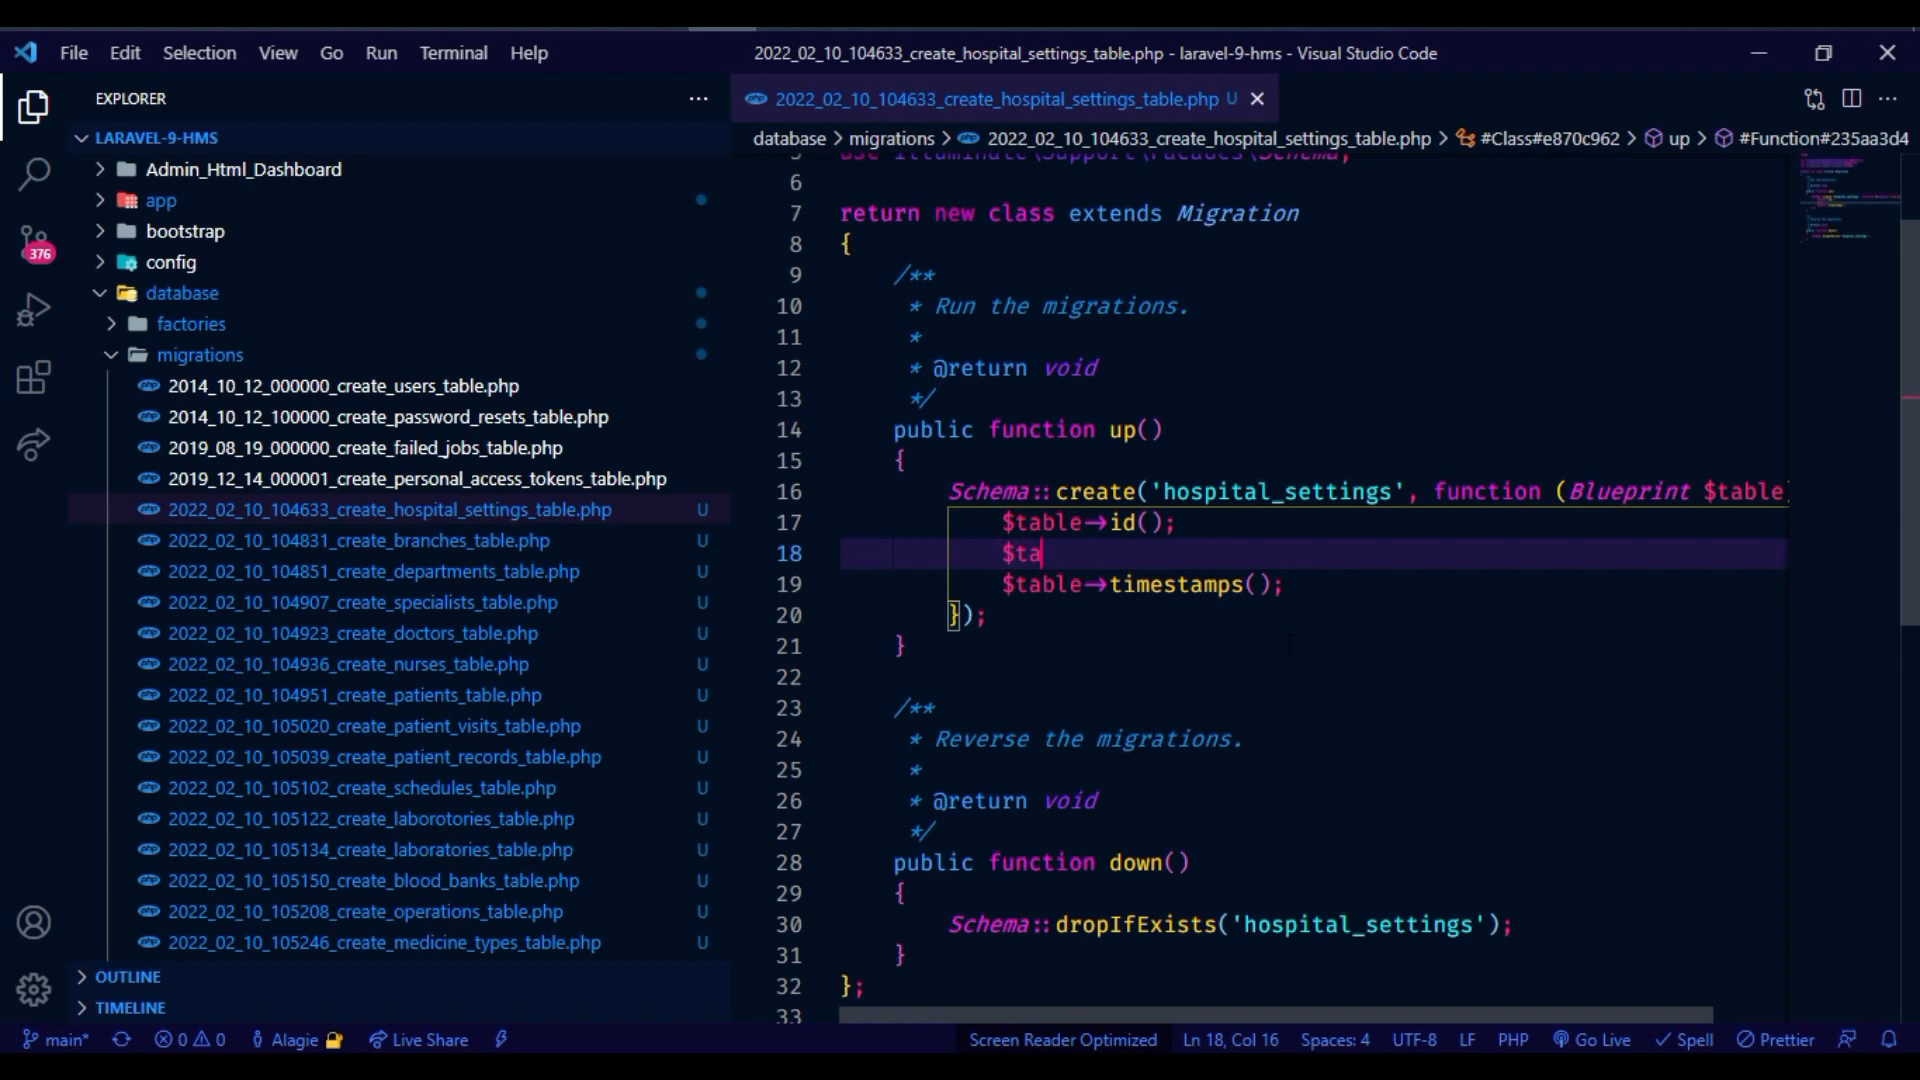 File Edit Selection View Go Run Terminal Help
2022_02_10_104633_create_hospital_settings_table.php - laravel-9-hms - Visual Studio Code
EXPLORER
LARAVEL-9-HMS
Admin_Html_Dashboard
app
bootstrap
config
database
factories
migrations
2014_10_12_000000_create_users_table.php
2014_10_12_100000_create_password_resets_table.php
2019_08_19_000000_create_failed_jobs_table.php
2019_12_14_000001_create_personal_access_tokens_table.php
2022_02_10_104633_create_hospital_settings_table.php U
2022_02_10_104831_create_branches_table.php U
2022_02_10_104851_create_departments_table.php U
2022_02_10_104907_create_specialists_table.php U
2022_02_10_104923_create_doctors_table.php U
2022_02_10_104936_create_nurses_table.php U
2022_02_10_104951_create_patients_table.php U
2022_02_10_105020_create_patient_visits_table.php U
2022_02_10_105039_create_patient_records_table.php U
2022_02_10_105102_create_schedules_table.php U
2022_02_10_105122_create_laborotories_table.php U
2022_02_10_105134_create_laboratories_table.php U
2022_02_10_105150_create_blood_banks_table.php U
2022_02_10_105208_create_operations_table.php U
2022_02_10_105246_create_medicine_types_table.php U
OUTLINE
TIMELINE
376
2022_02_10_104633_create_hospital_settings_table.php U
database > migrations > 2022_02_10_104633_create_hospital_settings_table.php > #Class#e870c962 > up > #Function#235aa3d4
5 use Illuminate\Support\Facades\Schema;
6
7 return new class extends Migration
8 {
9 /**
10 * Run the migrations.
11 *
12 * @return void
13 */
14 public function up()
15 {
16 Schema::create('hospital_settings', function (Blueprint $table)
17 $table->id();
18 $ta
19 $table->timestamps();
20 });
21 }
22
23 /**
24 * Reverse the migrations.
25 *
26 * @return void
27 */
28 public function down()
29 {
30 Schema::dropIfExists('hospital_settings');
31 }
32 };
33
main* 0 0 Alagie Live Share Screen Reader Optimized Ln 18, Col 16 Spaces: 4 UTF-8 LF PHP Go Live Spell Prettier